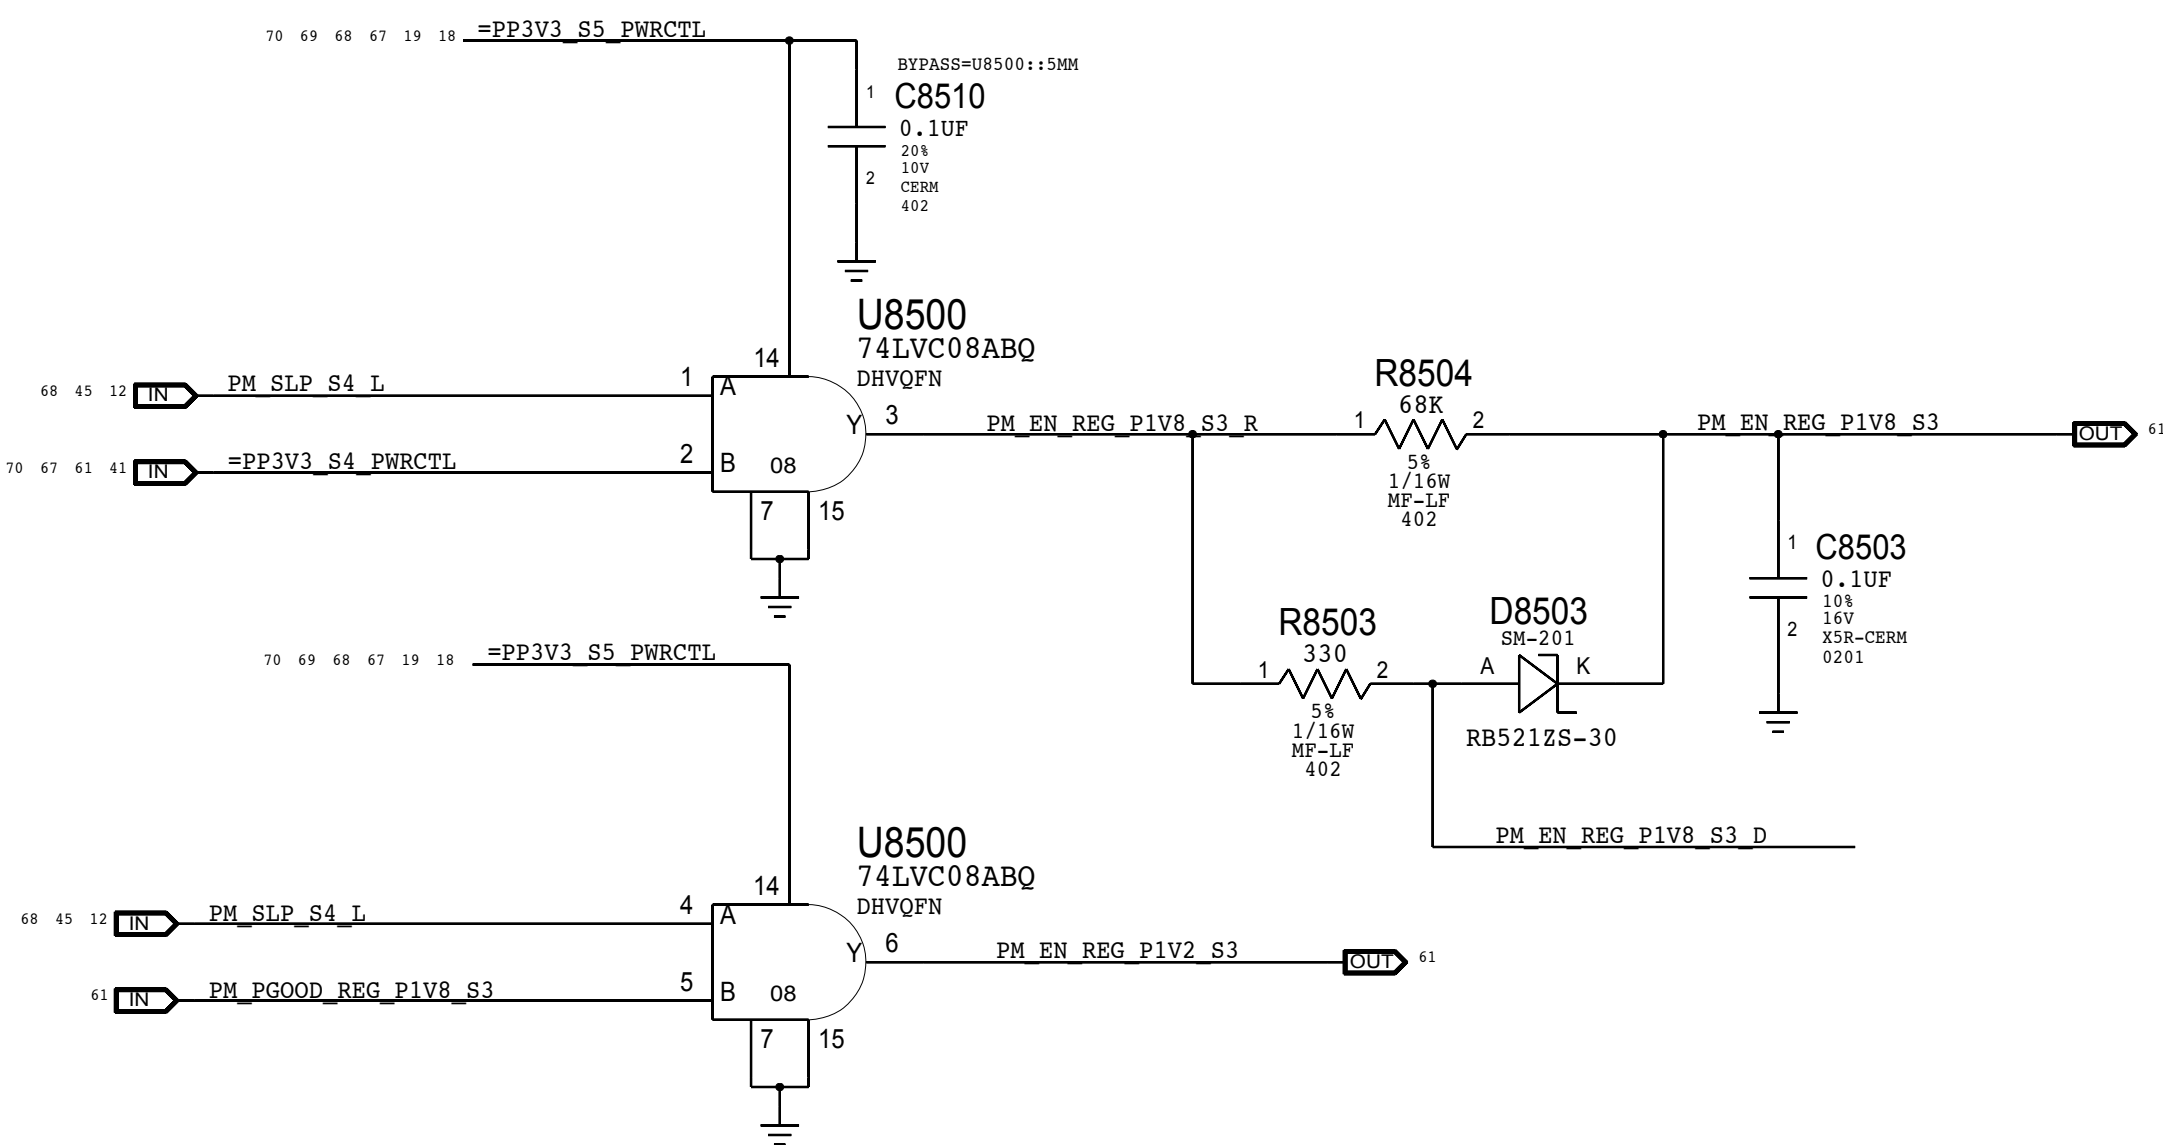 70 69 68 67 19 18 =PP3V3_S5_PWRCTL
BYPASS=U8500::5MM
1 C8510
0.1UF
20%
10V
2 CERM
402
U8500
74LVC08ABQ
DHVQFN
14
68 45 12 IN PM_SLP_S4_L 1 A
70 67 61 41 IN =PP3V3_S4_PWRCTL 2 B
08
Y 3 PM_EN_REG_P1V8_S3_R
7 15
R8504
68K
1 2
5%
1/16W
MF-LF
402
PM_EN_REG_P1V8_S3 OUT 61
1 C8503
0.1UF
10%
16V
2 X5R-CERM
0201
R8503
330
1 2
5%
1/16W
MF-LF
402
D8503
SM-201
A K
RB521ZS-30
PM_EN_REG_P1V8_S3_D
70 69 68 67 19 18 =PP3V3_S5_PWRCTL
U8500
74LVC08ABQ
DHVQFN
14
68 45 12 IN PM_SLP_S4_L 4 A
61 IN PM_PGOOD_REG_P1V8_S3 5 B
08
Y 6 PM_EN_REG_P1V2_S3 OUT 61
7 15